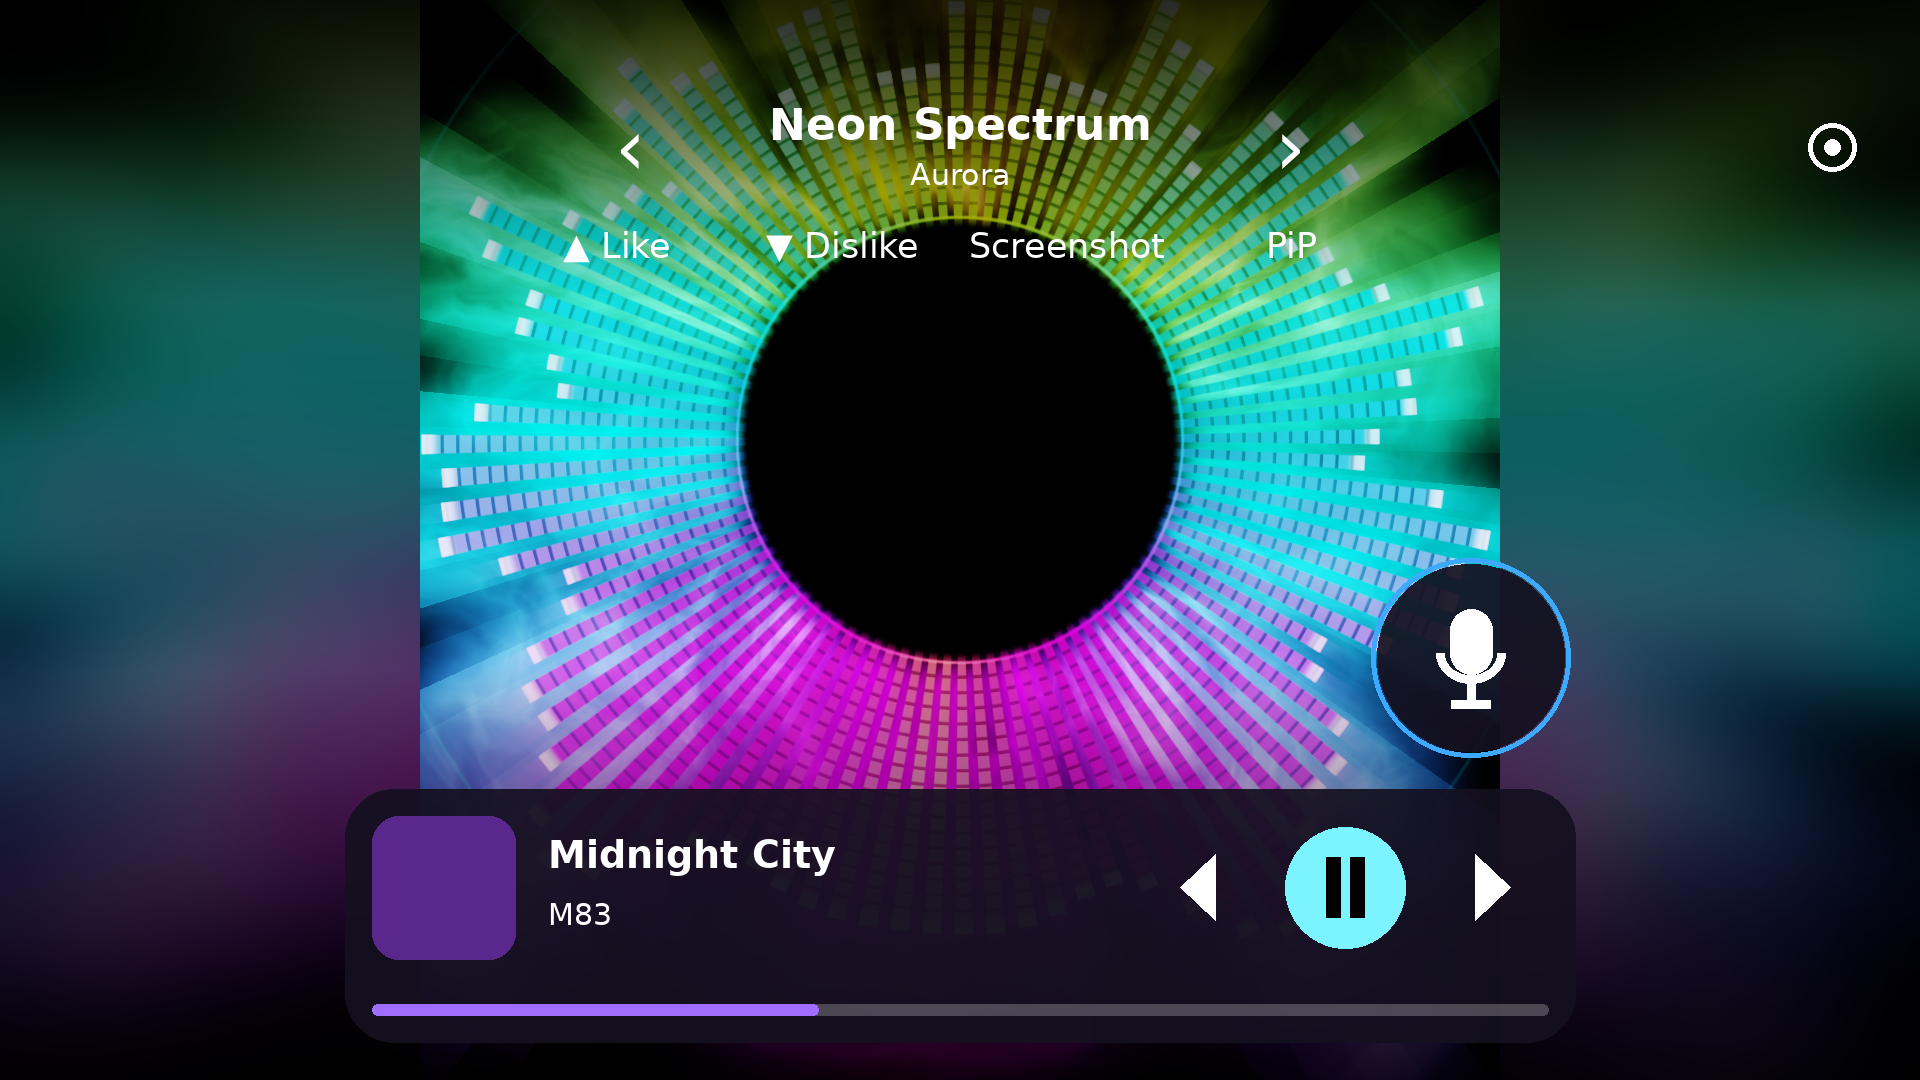 Neon Spectrum
Aurora
▲ Like ▼ Dislike Screenshot PiP
Midnight City
M83